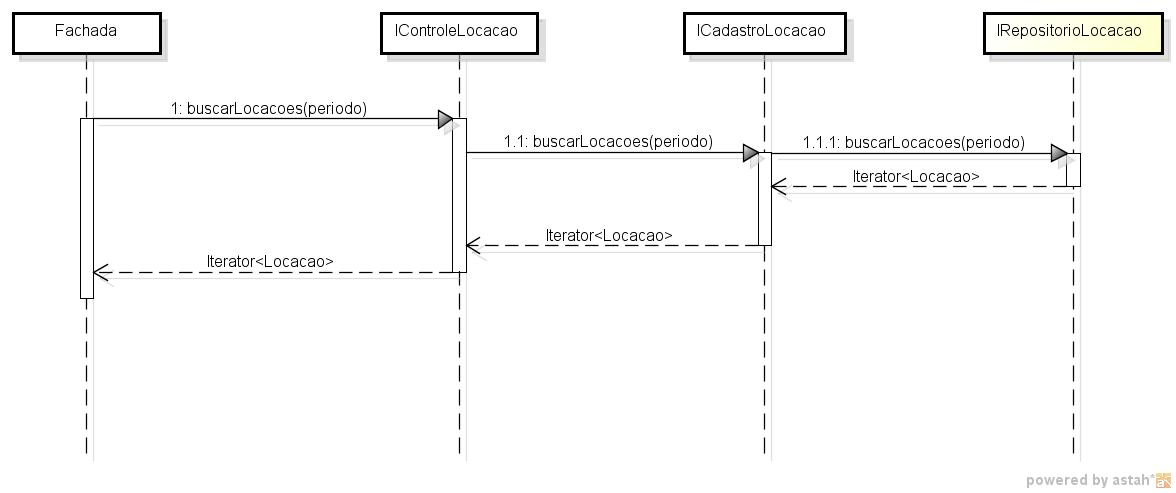 Fachada
IControleLocacao
ICadastroLocacao
IRepositorioLocacao
1: buscarLocacoes(periodo)
1.1: buscarLocacoes(periodo)
1.1.1: buscarLocacoes(periodo)
Iterator<Locacao>
Iterator<Locacao>
Iterator<Locacao>
powered by astah*